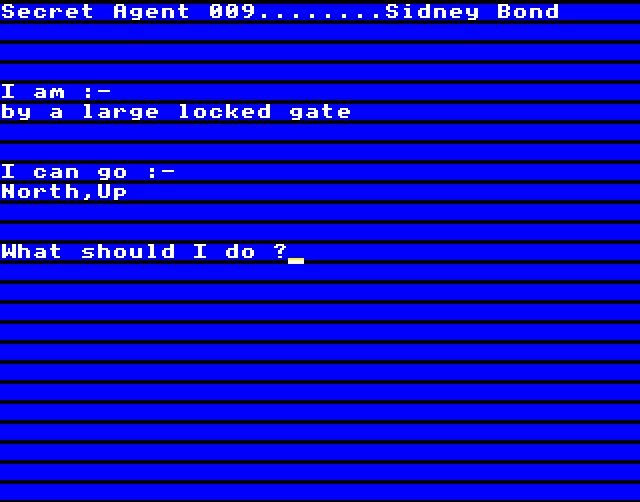 Secret Agent 009........Sidney Bond
I am :-
by a large locked gate
I can go :-
North,Up
What should I do ?_